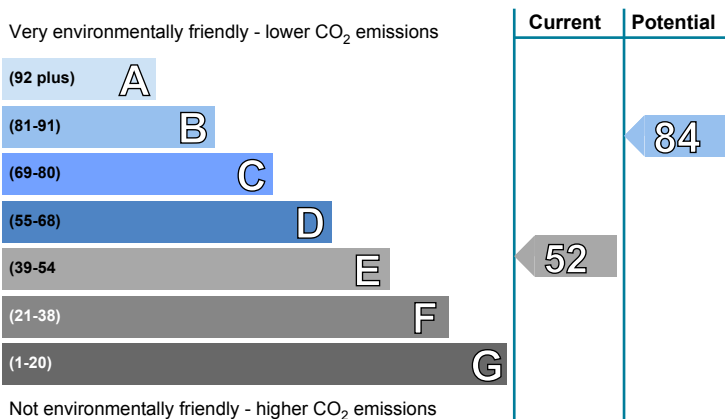 Current Potential
Very environmentally friendly - lower CO2 emissions
(92 plus) A
(81-91) B
84
(69-80) C
(55-68) D
(39-54 E
52
(21-38) F
(1-20) G
Not environmentally friendly - higher CO2 emissions